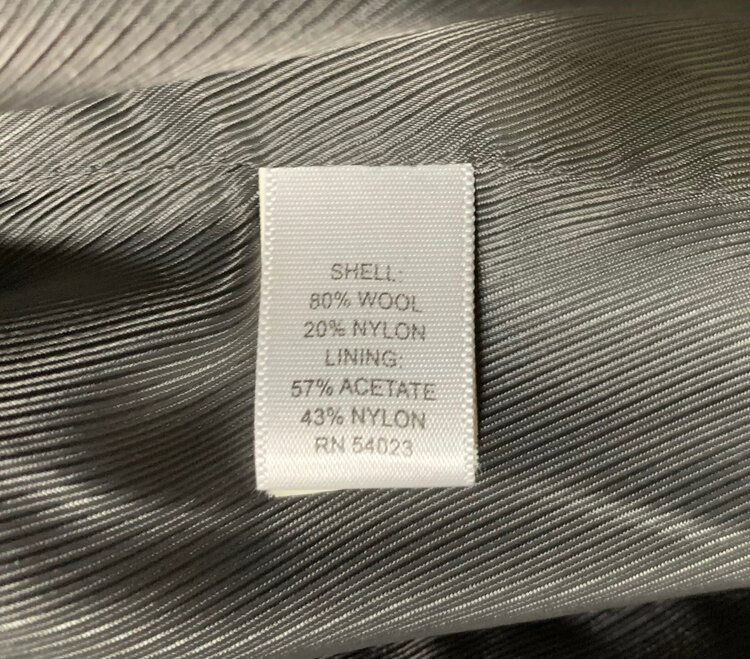 SHELL:
80% WOOL
20% NYLON
LINING:
57% ACETATE
43% NYLON
RN 54023